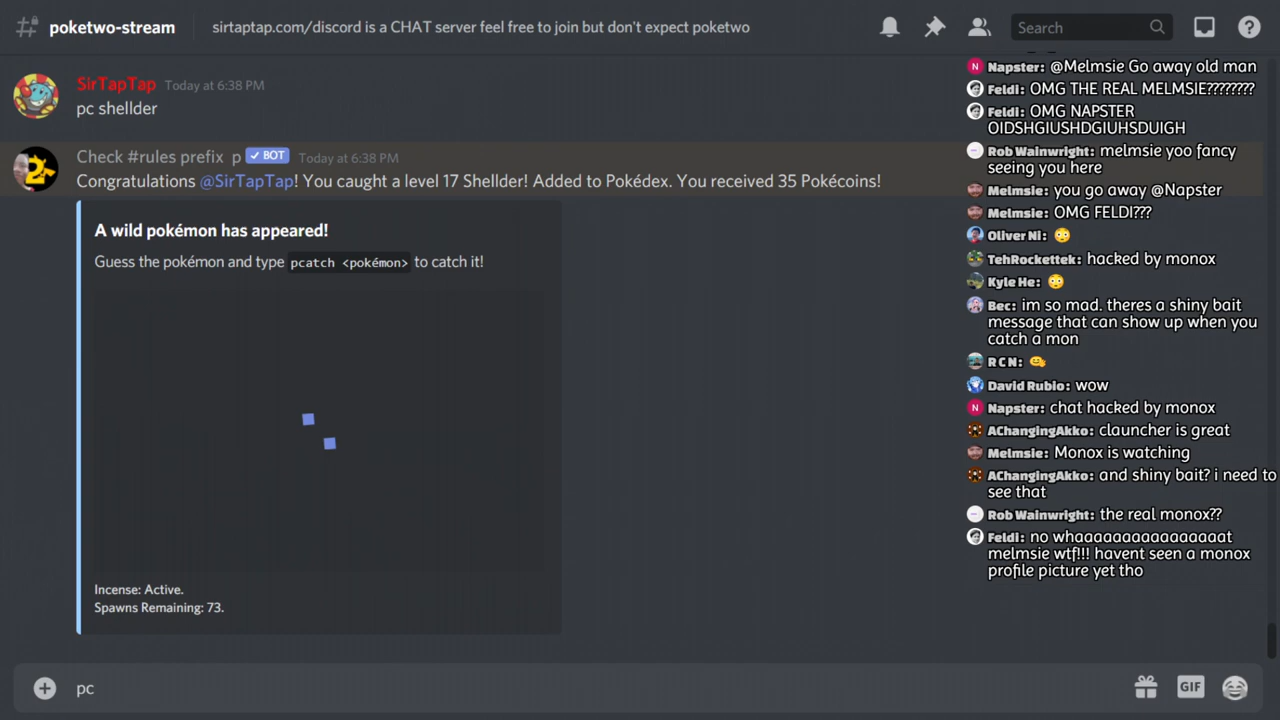 poketwo-stream
sirtaptap.com/discord is a CHAT server feel free to join but don't expect poketwo
Search
SirTapTap Today at 6:38 PM
pc shellder
Check #rules prefix p BOT Today at 6:38 PM
Congratulations @SirTapTap! You caught a level 17 Shellder! Added to Pokédex. You received 35 Pokécoins!
A wild pokémon has appeared!
Guess the pokémon and type pcatch <pokémon> to catch it!
Incense: Active.
Spawns Remaining: 73.
pc
GIF
Napster: @Melmsie Go away old man
Feldi: OMG THE REAL MELMSIE????????
Feldi: OMG NAPSTER
OIDSHGIUSHDGIUHSDUIGH
Rob Wainwright: melmsie yoo fancy
seeing you here
Melmsie: you go away @Napster
Melmsie: OMG FELDI???
Oliver Ni: 😳
TehRockettek: hacked by monox
Kyle He: 😳
Bec: im so mad. theres a shiny bait
message that can show up when you
catch a mon
R C N:
David Rubio: wow
Napster: chat hacked by monox
AChangingAkko: clauncher is great
Melmsie: Monox is watching
AChangingAkko: and shiny bait? i need to
see that
Rob Wainwright: the real monox??
Feldi: no whaaaaaaaaaaaaaaaat
melmsie wtf!!! havent seen a monox
profile picture yet tho